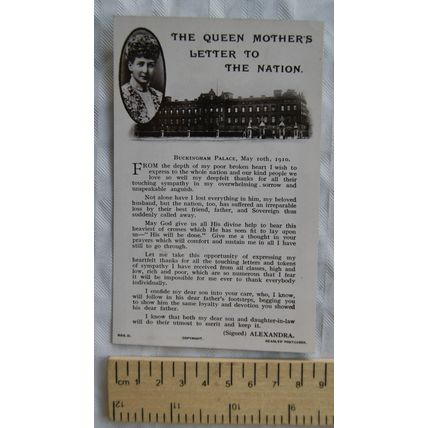 THE QUEEN MOTHER'S
LETTER TO
THE NATION.
BUCKINGHAM PALACE, May 10th, 1910.
FROM the depth of my poor broken heart I wish to
express to the whole nation and our kind people we
love so well my deepfelt thanks for all their
touching sympathy in my overwhelming sorrow and
unspeakable anguish.
Not alone have I lost everything in him, my beloved
husband, but the nation, too, has suffered an irreparable
loss by their best friend, father, and Sovereign thus
suddenly called away.
May God give us all His divine help to bear this
heaviest of crosses which He has seen fit to lay upon
us—"His will be done." Give me a thought in your
prayers which will comfort and sustain me in all I have
still to go through.
Let me take this opportunity of expressing my
heartfelt thanks for all the touching letters and tokens
of sympathy I have received from all classes, high and
low, rich and poor, which are so numerous that I fear
it will be impossible for me ever to thank everybody
individually.
I confide my dear son into your care, who, I know,
will follow in his dear father's footsteps, begging you
to show him the same loyalty and devotion you showed
his dear father.
I know that both my dear son and daughter-in-law
will do their utmost to merit and keep it.
(Signed) ALEXANDRA.
COPYRIGHT.
cm 1 2 3 4 5 6 7 8 9
12 11 10 9